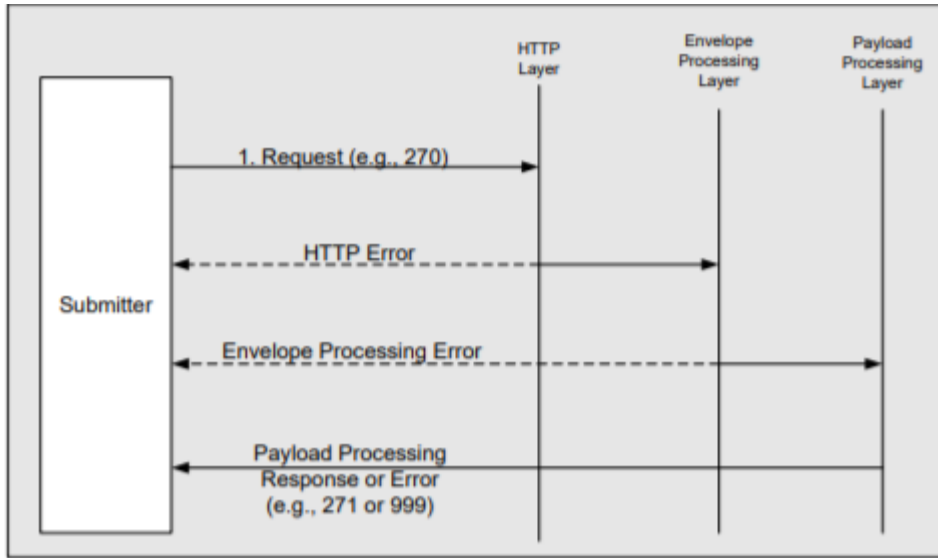 HTTP
Layer
Envelope
Processing
Layer
Payload
Processing
Layer
1. Request (e.g., 270)
HTTP Error
Submitter
Envelope Processing Error
Payload Processing
Response or Error
(e.g., 271 or 999)